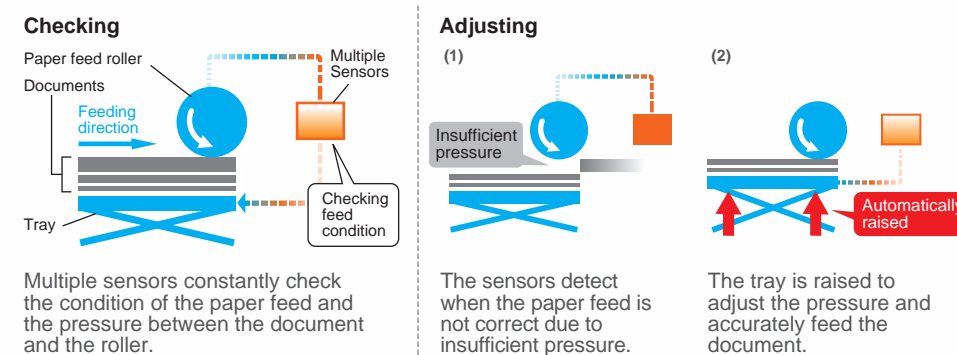 Checking
Paper feed roller
Documents
Feeding
direction
Multiple
Sensors
Tray
Checking
feed
condition
Multiple sensors constantly check
the condition of the paper feed and
the pressure between the document
and the roller.
Adjusting
(1)
Insufficient
pressure
The sensors detect
when the paper feed is
not correct due to
insufficient pressure.
(2)
Automatically
raised
The tray is raised to
adjust the pressure and
accurately feed the
document.